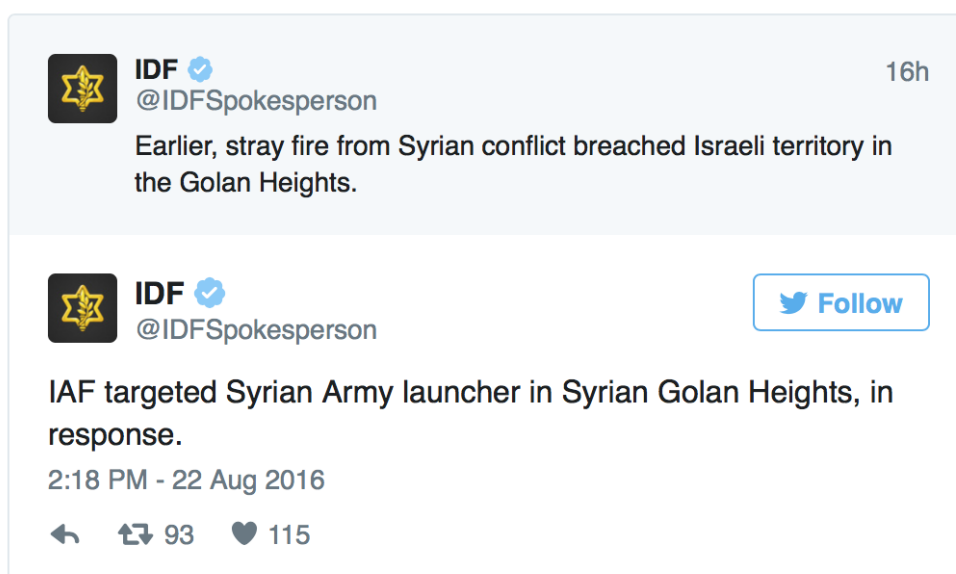 IDF
16h
@IDFSpokesperson
Earlier, stray fire from Syrian conflict breached Israeli territory in
the Golan Heights.
IDF
Follow
@IDFSpokesperson
IAF targeted Syrian Army launcher in Syrian Golan Heights, in
response.
2:18 PM - 22 Aug 2016
93 115